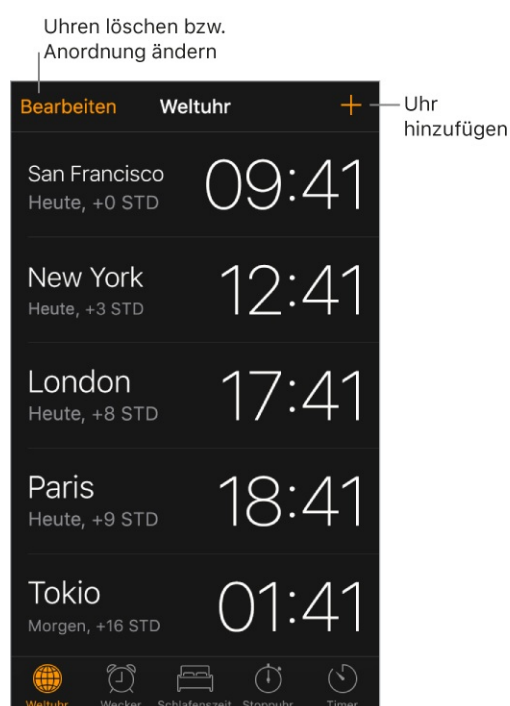 Uhren löschen bzw.
Anordnung ändern
Bearbeiten Weltuhr +
Uhr
hinzufügen
San Francisco 09:41
Heute, +0 STD
New York 12:41
Heute, +3 STD
London 17:41
Heute, +8 STD
Paris 18:41
Heute, +9 STD
Tokio 01:41
Morgen, +16 STD
Weltuhr Wecker Schlafenszeit Stoppuhr Timer